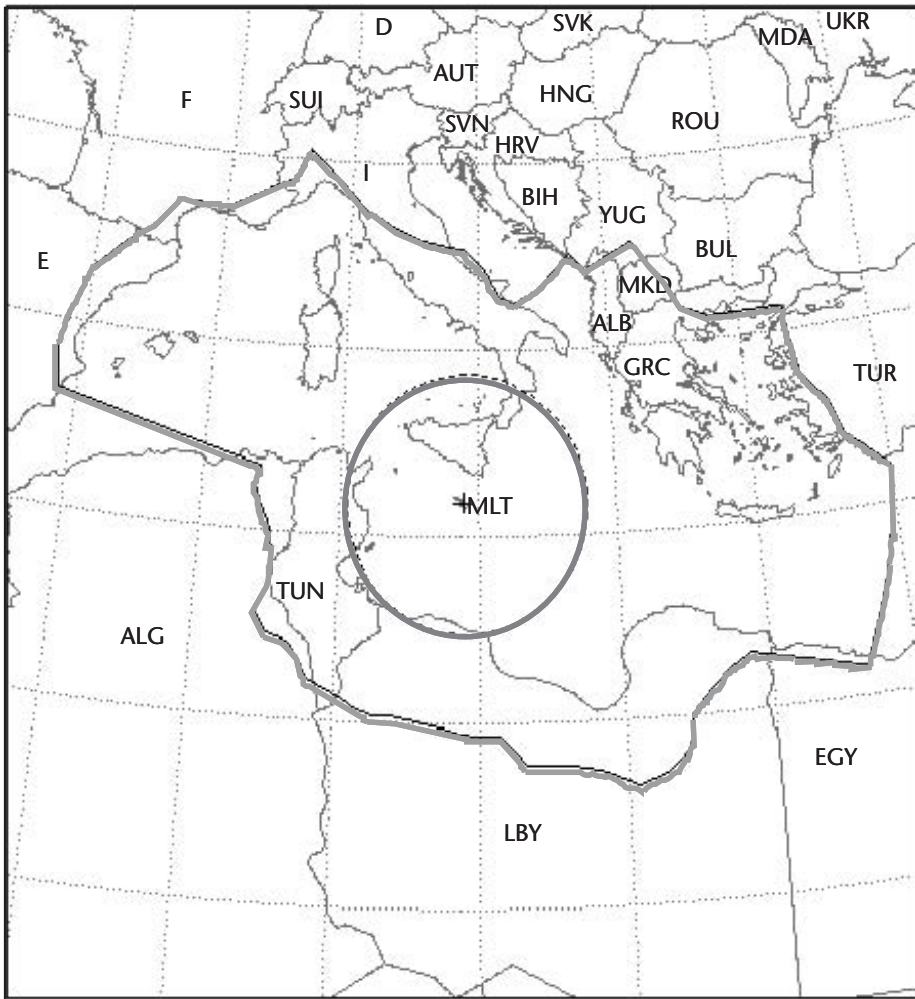 UKR
SVK
D
MDA
AUT
HNG
F
SUI
ROU
SVN
HRV
I
BIH
YUG
BUL
E
MKD
ALB
GRC
TUR
MLT
TUN
ALG
EGY
LBY